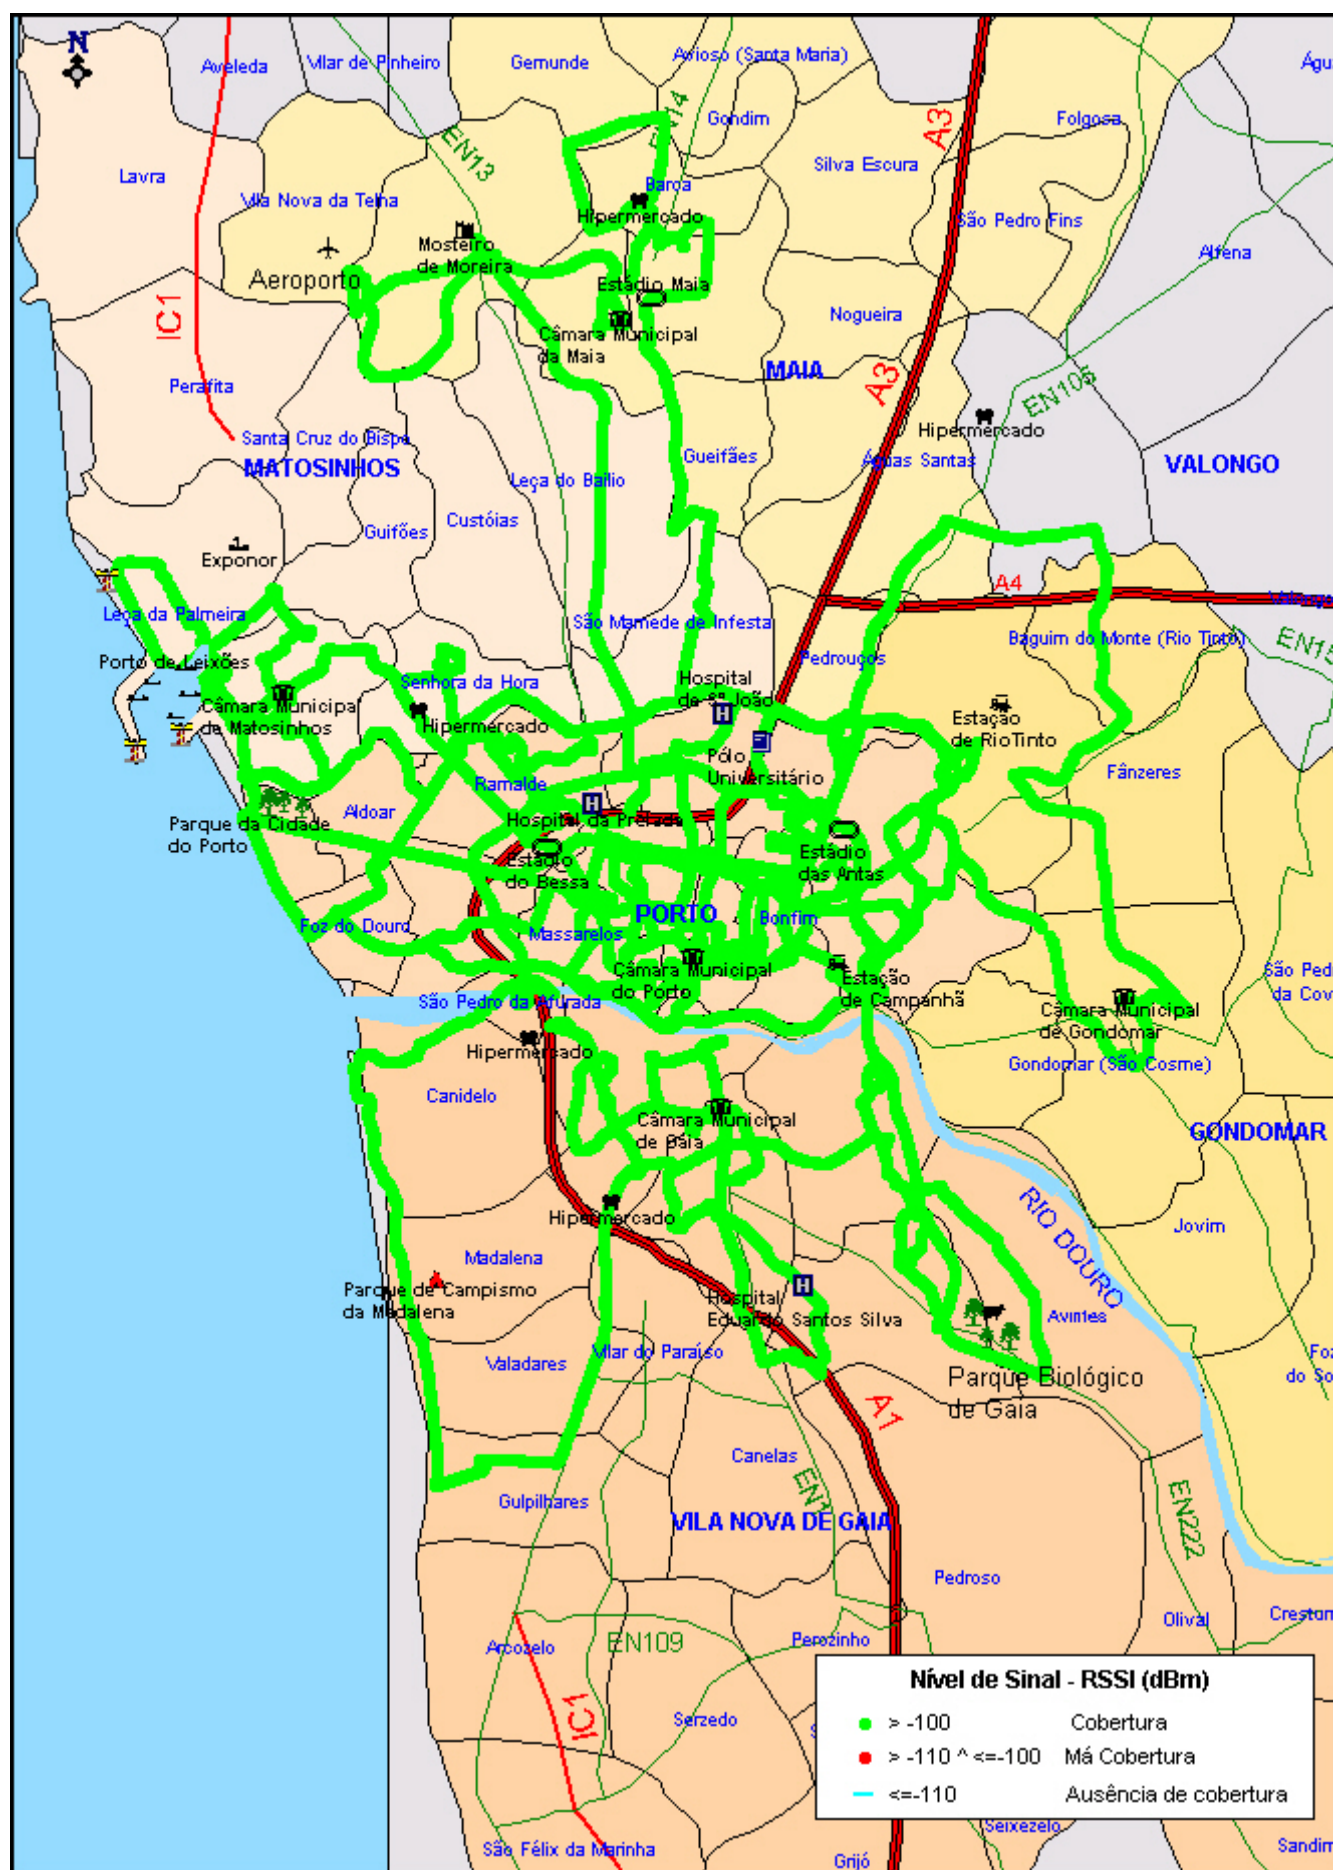 N
Aveleda
Vilar de Pinheiro
Gemunde
Avioso (Santa Maria)
EN14
Gondim
A3
Folgosa
EN13
Lavra
Silva Escura
Barca
Vila Nova da Telha
Hipermercado
São Pedro Fins
Mosteiro
de Moreira
Alfena
Aeroporto
Estádio Maia
IC1
Nogueira
Câmara Municipal
da Maia
MAIA
A3
Perafita
EN105
Hipermercado
Santa Cruz do Bispo
MATOSINHOS
Gueifães
Águas Santas
VALONGO
Leça do Balio
Custóias
Guifões
Exponor
A4
Valongo
Leça da Palmeira
São Mamede de Infesta
Baguim do Monte (Rio Tinto)
EN15
Pedrouços
Porto de Leixões
Senhora da Hora
Hospital
de Sº João
Câmara Municipal
de Matosinhos
Hipermercado
Estação
de RioTinto
Pólo
Universitário
Fânzeres
Ramalde
Aldoar
Hospital da Prelada
Parque da Cidade
do Porto
Estádio
do Bessa
Estádio
das Antas
PORTO
Bonfim
Foz do Douro
Massarelos
Câmara Municipal
do Porto
Estação
de Campanhã
São Pedro da Afurada
Câmara Municipal
de Gondomar
Hipermercado
Gondomar (São Cosme)
Canidelo
Câmara Municipal
de Gaia
GONDOMAR
Hipermercado
RIO DOURO
Jovim
Madalena
Parque de Campismo
da Madalena
Hospital
Eduardo Santos Silva
Avintes
Valadares
Vilar do Paraíso
Parque Biológico
de Gaia
A1
Canelas
EN1
Gulpilhares
VILA NOVA DE GAIA
EN222
Pedroso
Olival
Arcozelo
EN109
Perozinho
IC1
Serzedo
Nível de Sinal - RSSI (dBm)
> -100 Cobertura
> -110 ^ <=-100 Má Cobertura
<=-110 Ausência de cobertura
Seixezelo
São Félix da Marinha
Grijó